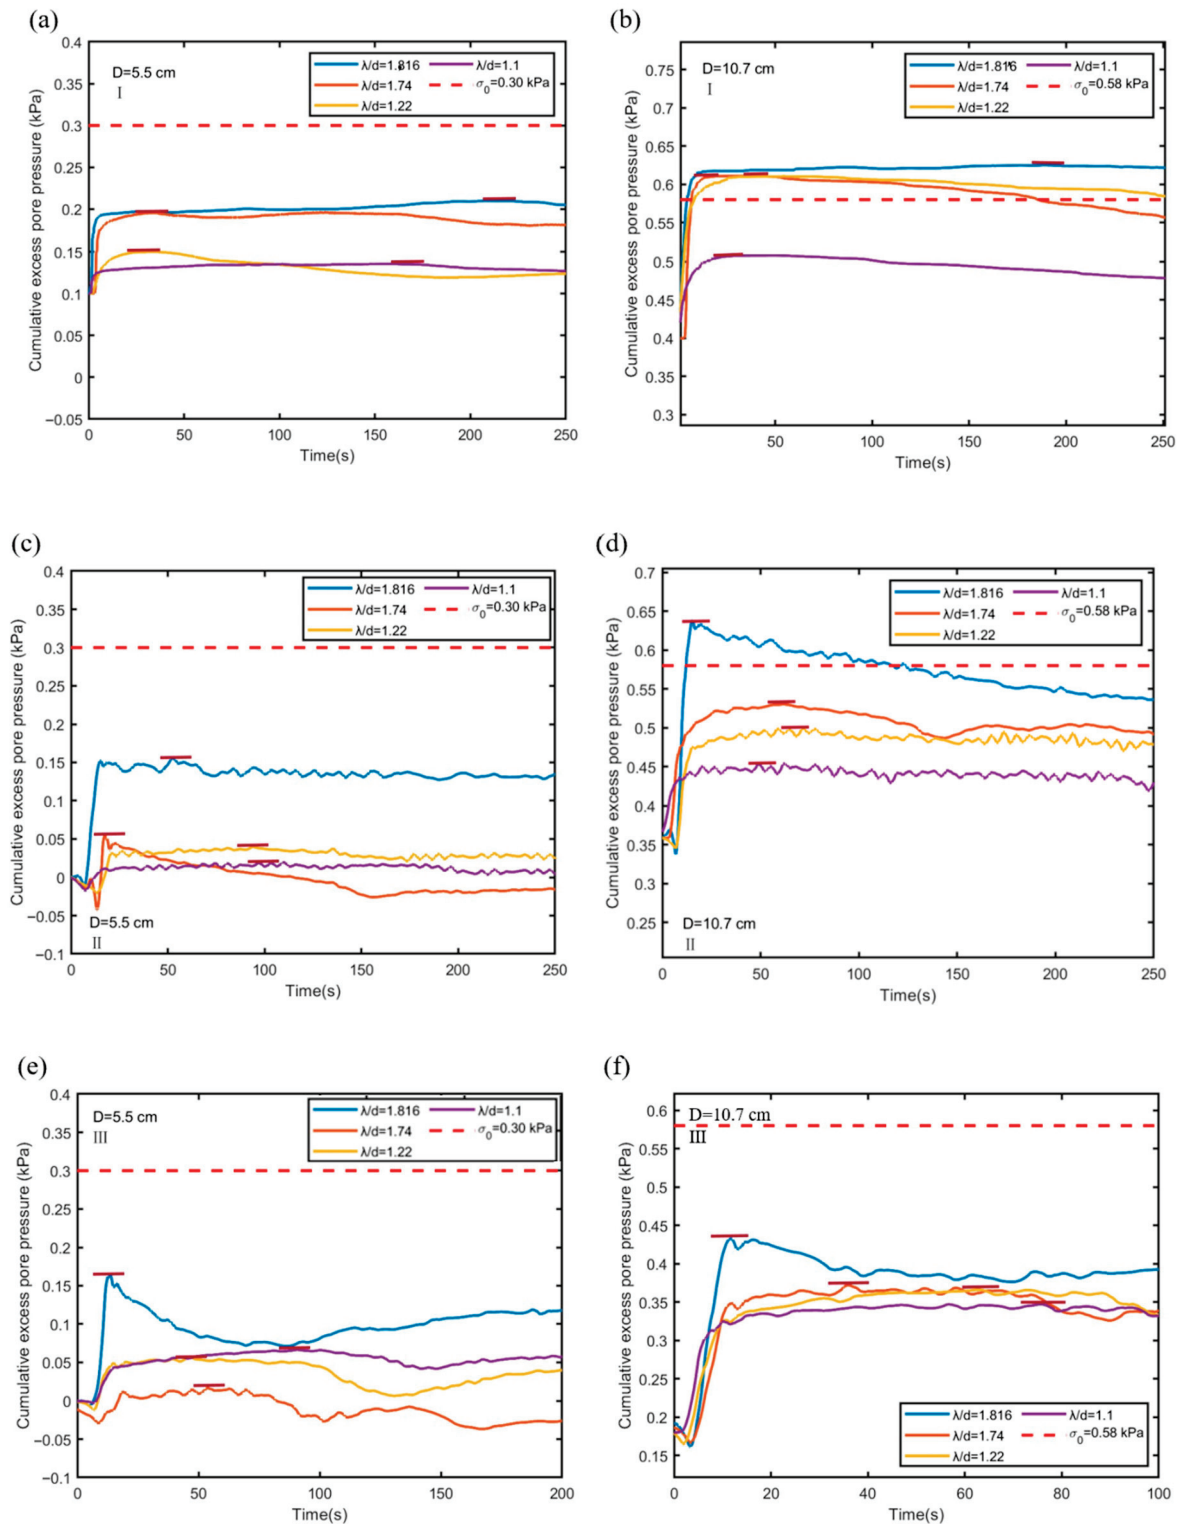 (a)
0.4
0.35
0.3
0.25
0.2
0.15
0.1
0.05
0
−0.05
Cumulative excess pore pressure (kPa)
D=5.5 cm
I
λ/d=1.816
λ/d=1.74
λ/d=1.22
λ/d=1.1
σ0=0.30 kPa
0 50 100 150 200 250
Time(s)
(b)
0.75
0.7
0.65
0.6
0.55
0.5
0.45
0.4
0.35
0.3
Cumulative excess pore pressure (kPa)
D=10.7 cm
I
λ/d=1.816
λ/d=1.74
λ/d=1.22
λ/d=1.1
σ0=0.58 kPa
50 100 150 200 250
Time(s)
(c)
0.4
0.35
0.3
0.25
0.2
0.15
0.1
0.05
0
−0.05
−0.1
Cumulative excess pore pressure (kPa)
λ/d=1.816
λ/d=1.74
λ/d=1.22
λ/d=1.1
σ0=0.30 kPa
D=5.5 cm
II
0 50 100 150 200 250
Time(s)
(d)
0.7
0.65
0.6
0.55
0.5
0.45
0.4
0.35
0.3
0.25
Cumulative excess pore pressure (kPa)
λ/d=1.816
λ/d=1.74
λ/d=1.22
λ/d=1.1
σ0=0.58 kPa
D=10.7 cm
II
0 50 100 150 200 250
Time(s)
(e)
0.4
0.35
0.3
0.25
0.2
0.15
0.1
0.05
0
−0.05
−0.1
Cumulative excess pore pressure (kPa)
D=5.5 cm
III
λ/d=1.816
λ/d=1.74
λ/d=1.22
λ/d=1.1
σ0=0.30 kPa
0 50 100 150 200
Time(s)
(f)
0.6
0.55
0.5
0.45
0.4
0.35
0.3
0.25
0.2
0.15
Cumulative excess pore pressure (kPa)
D=10.7 cm
III
λ/d=1.816
λ/d=1.74
λ/d=1.22
λ/d=1.1
σ0=0.58 kPa
0 20 40 60 80 100
Time(s)